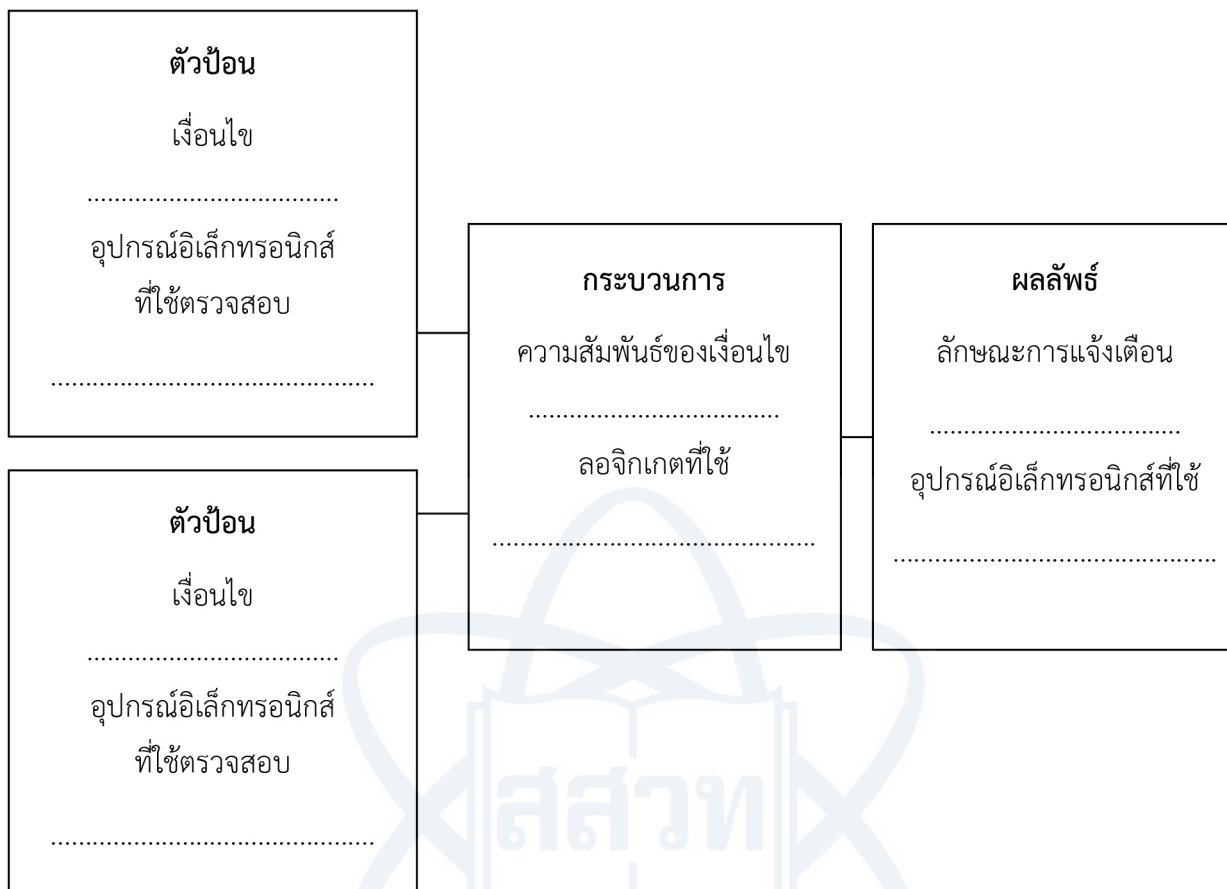 ตัวป้อน
เงื่อนไข
.....................................
อุปกรณ์อิเล็กทรอนิกส์
ที่ใช้ตรวจสอบ
................................................
ตัวป้อน
เงื่อนไข
.....................................
อุปกรณ์อิเล็กทรอนิกส์
ที่ใช้ตรวจสอบ
................................................
กระบวนการ
ความสัมพันธ์ของเงื่อนไข
.....................................
ลอจิกเกตที่ใช้
................................................
ผลลัพธ์
ลักษณะการแจ้งเตือน
.....................................
อุปกรณ์อิเล็กทรอนิกส์ที่ใช้
................................................
สสวท